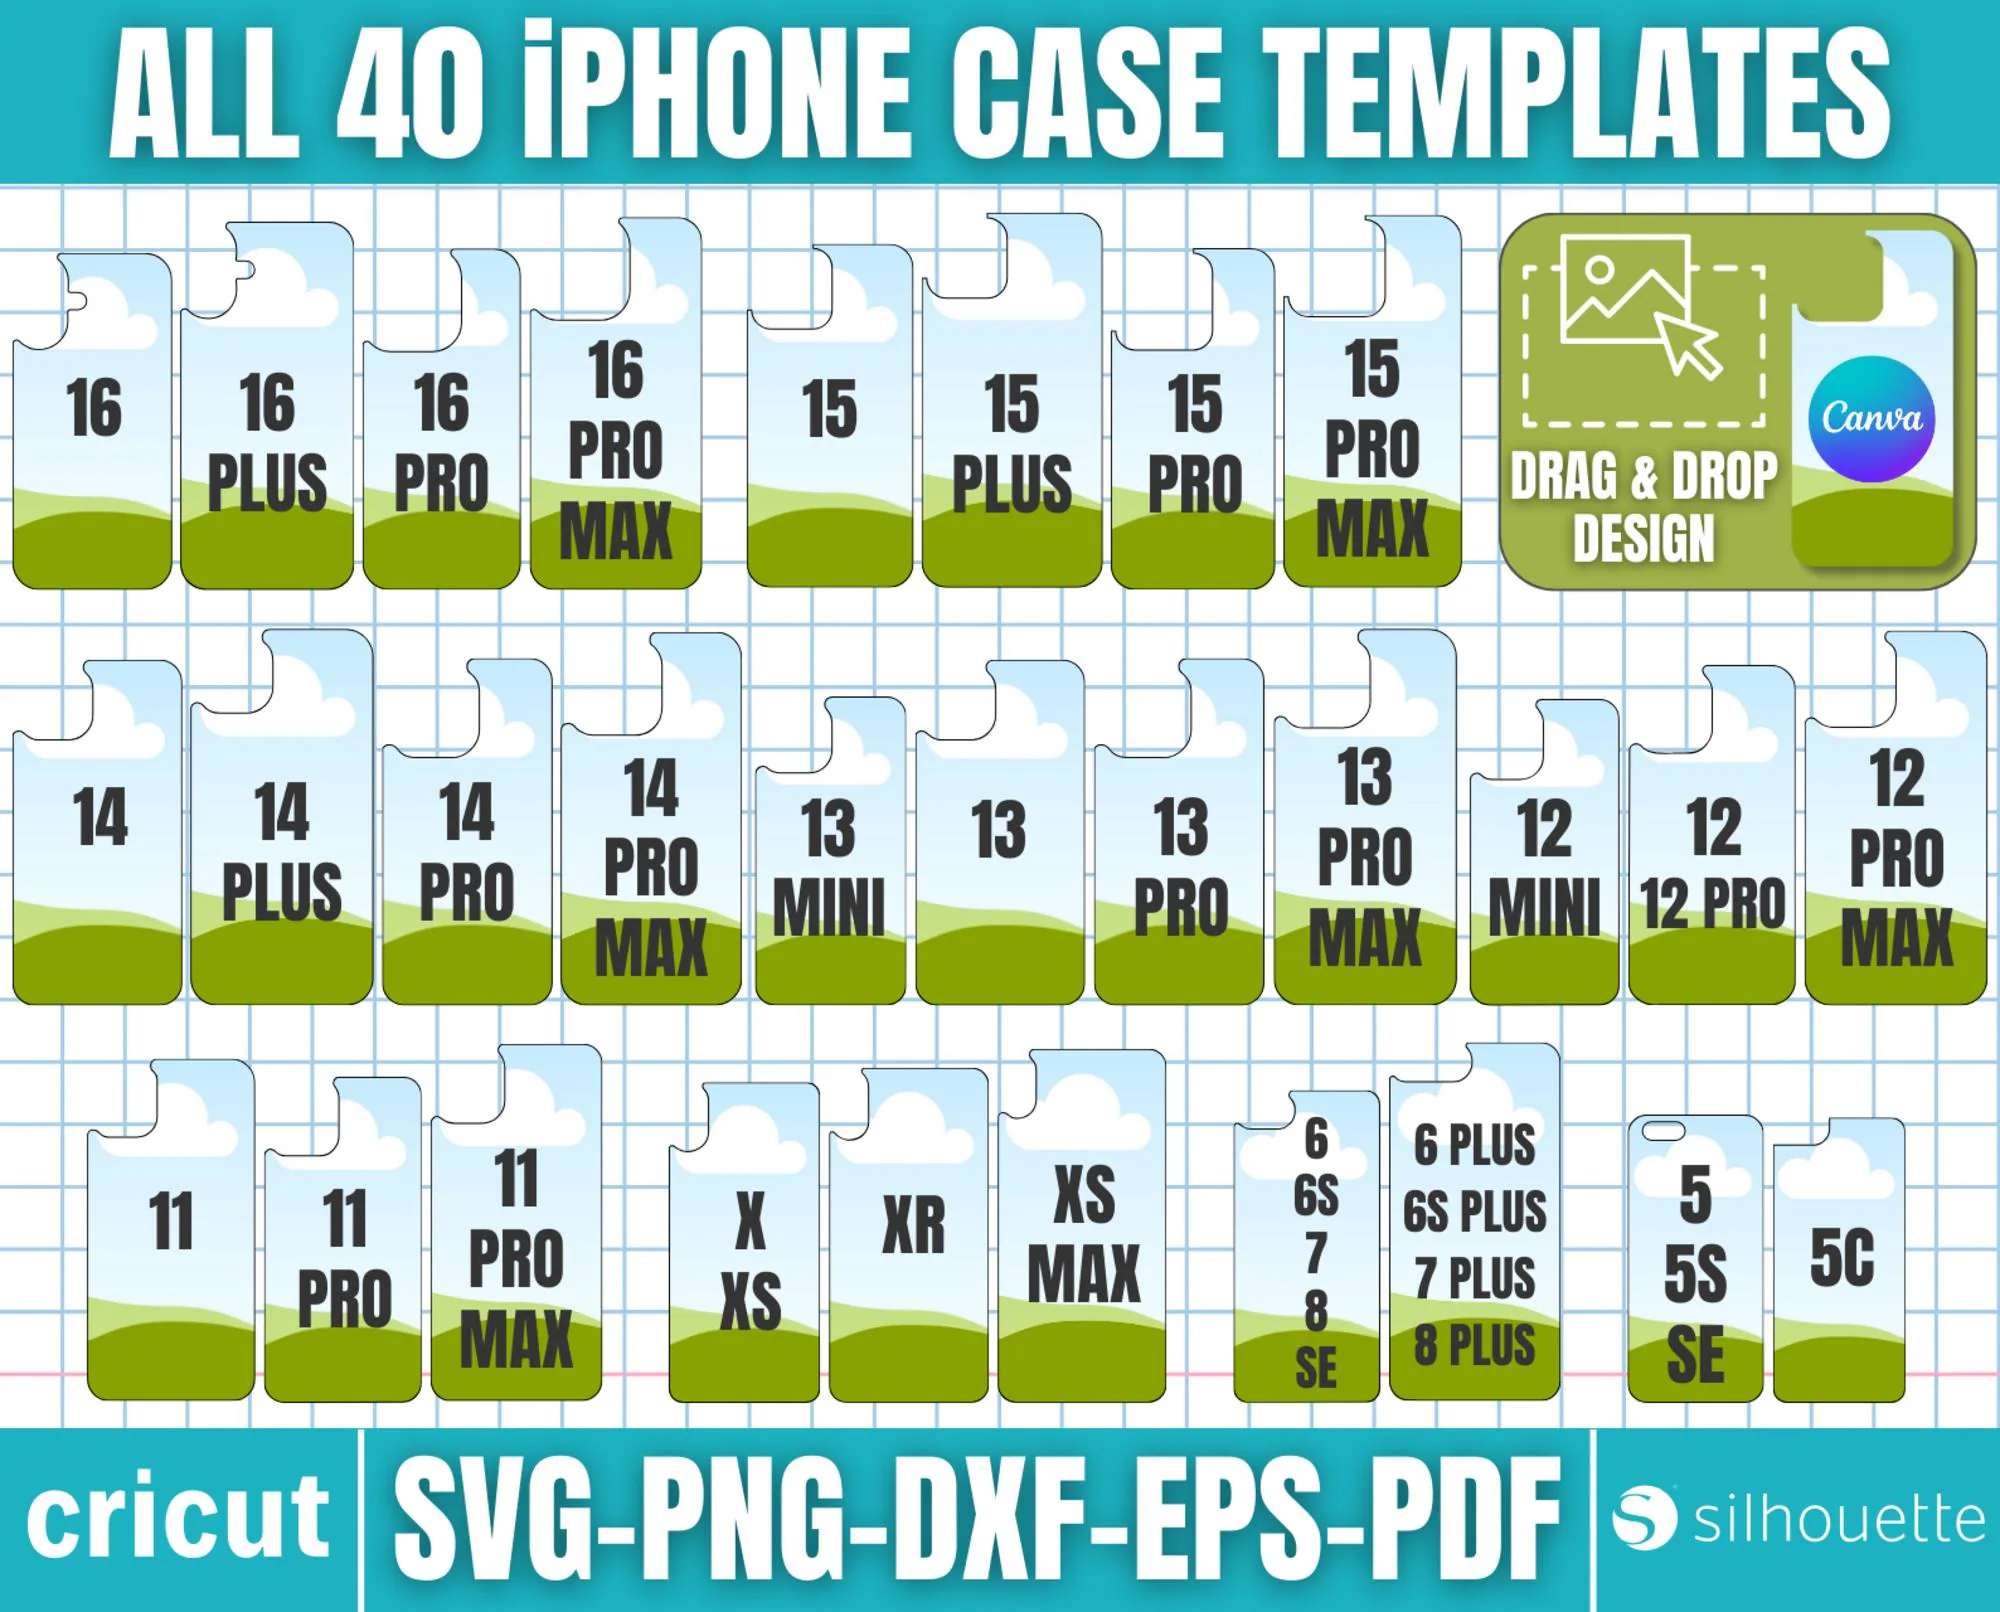 ALL 40 iPHONE CASE TEMPLATES
16
16
PLUS
16
PRO
16
PRO
MAX
15
15
PLUS
15
PRO
15
PRO
MAX
DRAG & DROP
DESIGN
Canva
14
14
PLUS
14
PRO
14
PRO
MAX
13
MINI
13
13
PRO
13
PRO
MAX
12
MINI
12
12 PRO
12
PRO
MAX
11
11
PRO
11
PRO
MAX
X
XS
XR
XS
MAX
6
6S
7
8
SE
6 PLUS
6S PLUS
7 PLUS
8 PLUS
5
5S
SE
5C
cricut
SVG-PNG-DXF-EPS-PDF
silhouette